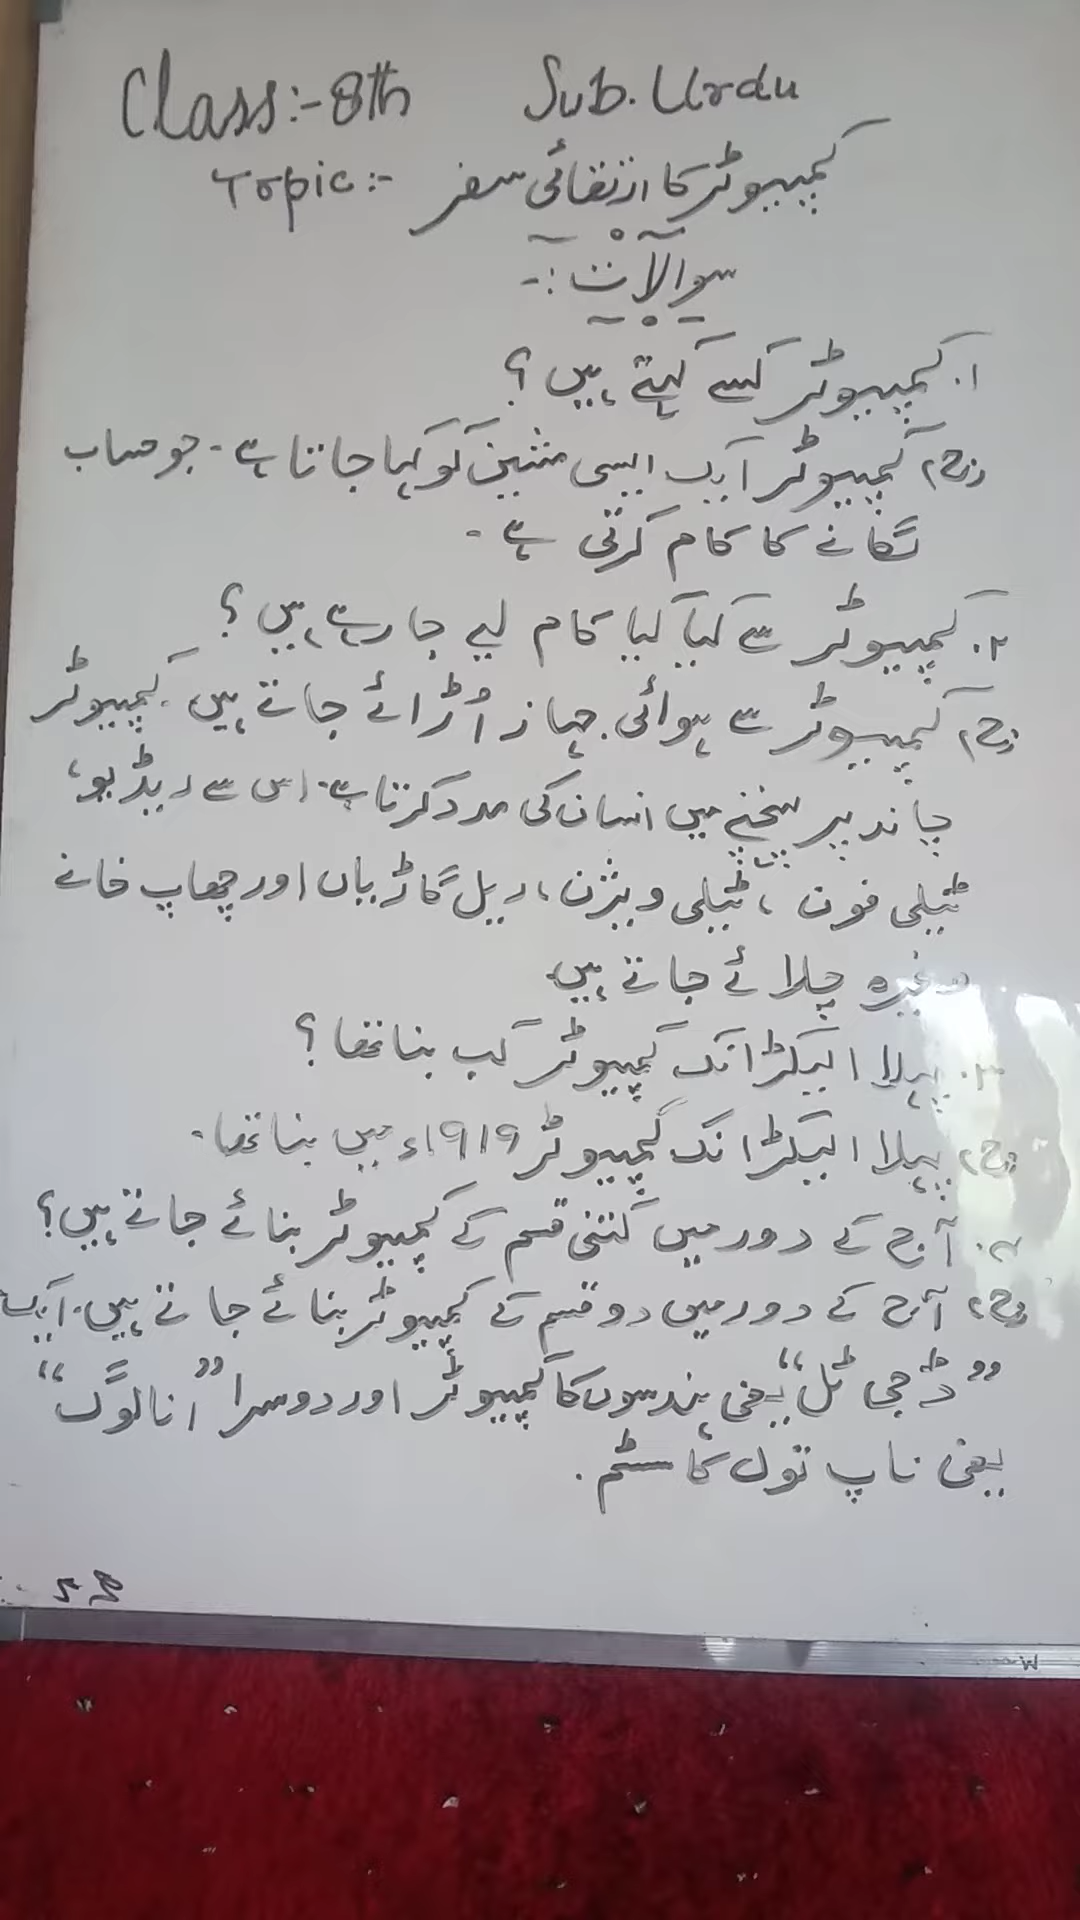 Class:- 8th Sub. Urdu
Topic:- کمپیوٹر کا ارتقائی سفر
سوالات:-
۱. کمپیوٹر کسے کہتے ہیں؟
ج، کمپیوٹر ایک ایسی مشین کو کہا جاتا ہے۔ جو حساب
لگانے کا کام کرتی ہے۔
۲. کمپیوٹر سے کیا کیا کام لیے جا رہے ہیں؟
ج، کمپیوٹر سے ہوائی جہاز اُڑائے جاتے ہیں۔ کمپیوٹر
چاند پر پہنچنے میں انسان کی مدد کرتا ہے۔ اس سے ریڈیو،
ٹیلی فون، ٹیلی ویژن، ریل گاڑیاں اور چھاپ خانے
وغیرہ چلائے جاتے ہیں۔
۳. پہلا الیکٹرانک کمپیوٹر کب بنا تھا؟
ج، پہلا الیکٹرانک کمپیوٹر ۱۹۱۹ء میں بنا تھا۔
۴. آج کے دور میں کتنی قسم کے کمپیوٹر بنائے جاتے ہیں؟
ج، آج کے دور میں دو قسم کے کمپیوٹر بنائے جاتے ہیں۔ ایک
”ڈجی ٹل“ یعنی ہندسوں کا کمپیوٹر اور دوسرا ”انالوگ“
یعنی ناپ تول کا سسٹم۔